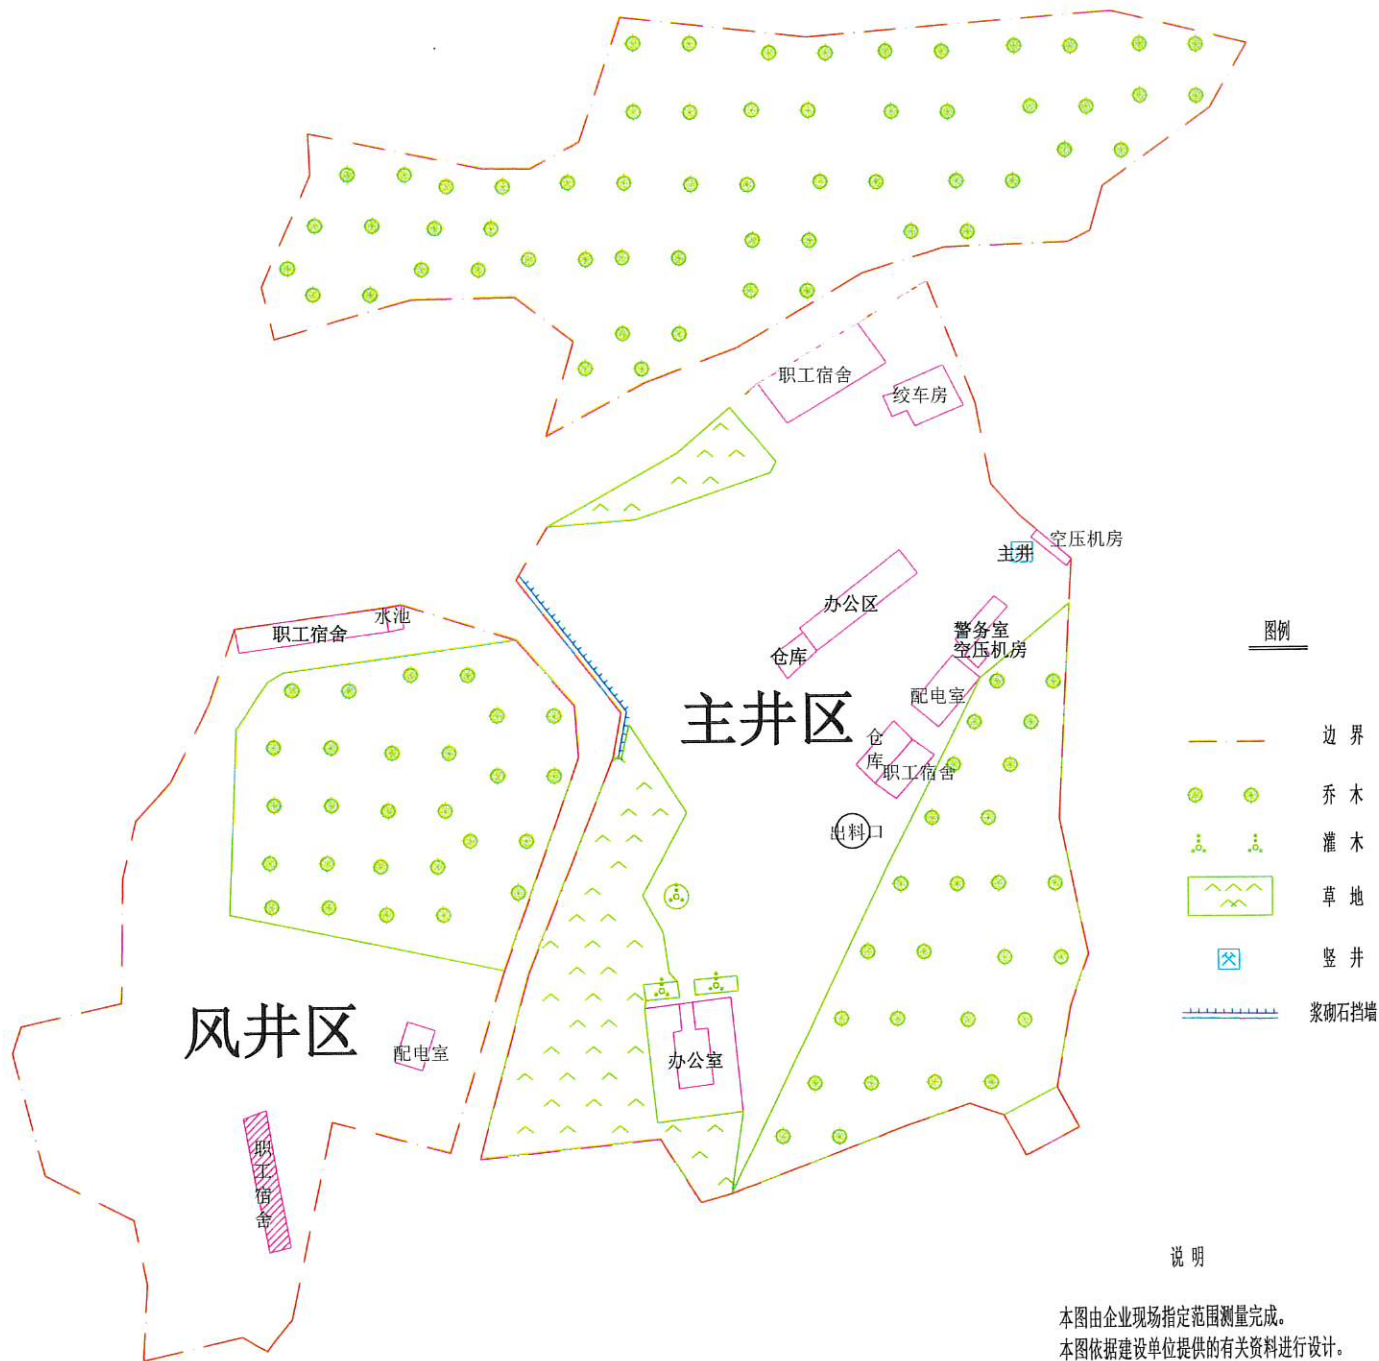 职工宿舍
绞车房
空压机房
主井
办公区
仓库
警务室
空压机房
配电室
主井区
仓库
职工宿舍
出料口
办公室
水池
职工宿舍
风井区
配电室
职工宿舍
图例
边 界
乔 木
灌 木
草 地
竖 井
浆砌石挡墙
说 明
本图由企业现场指定范围测量完成。
本图依据建设单位提供的有关资料进行设计。